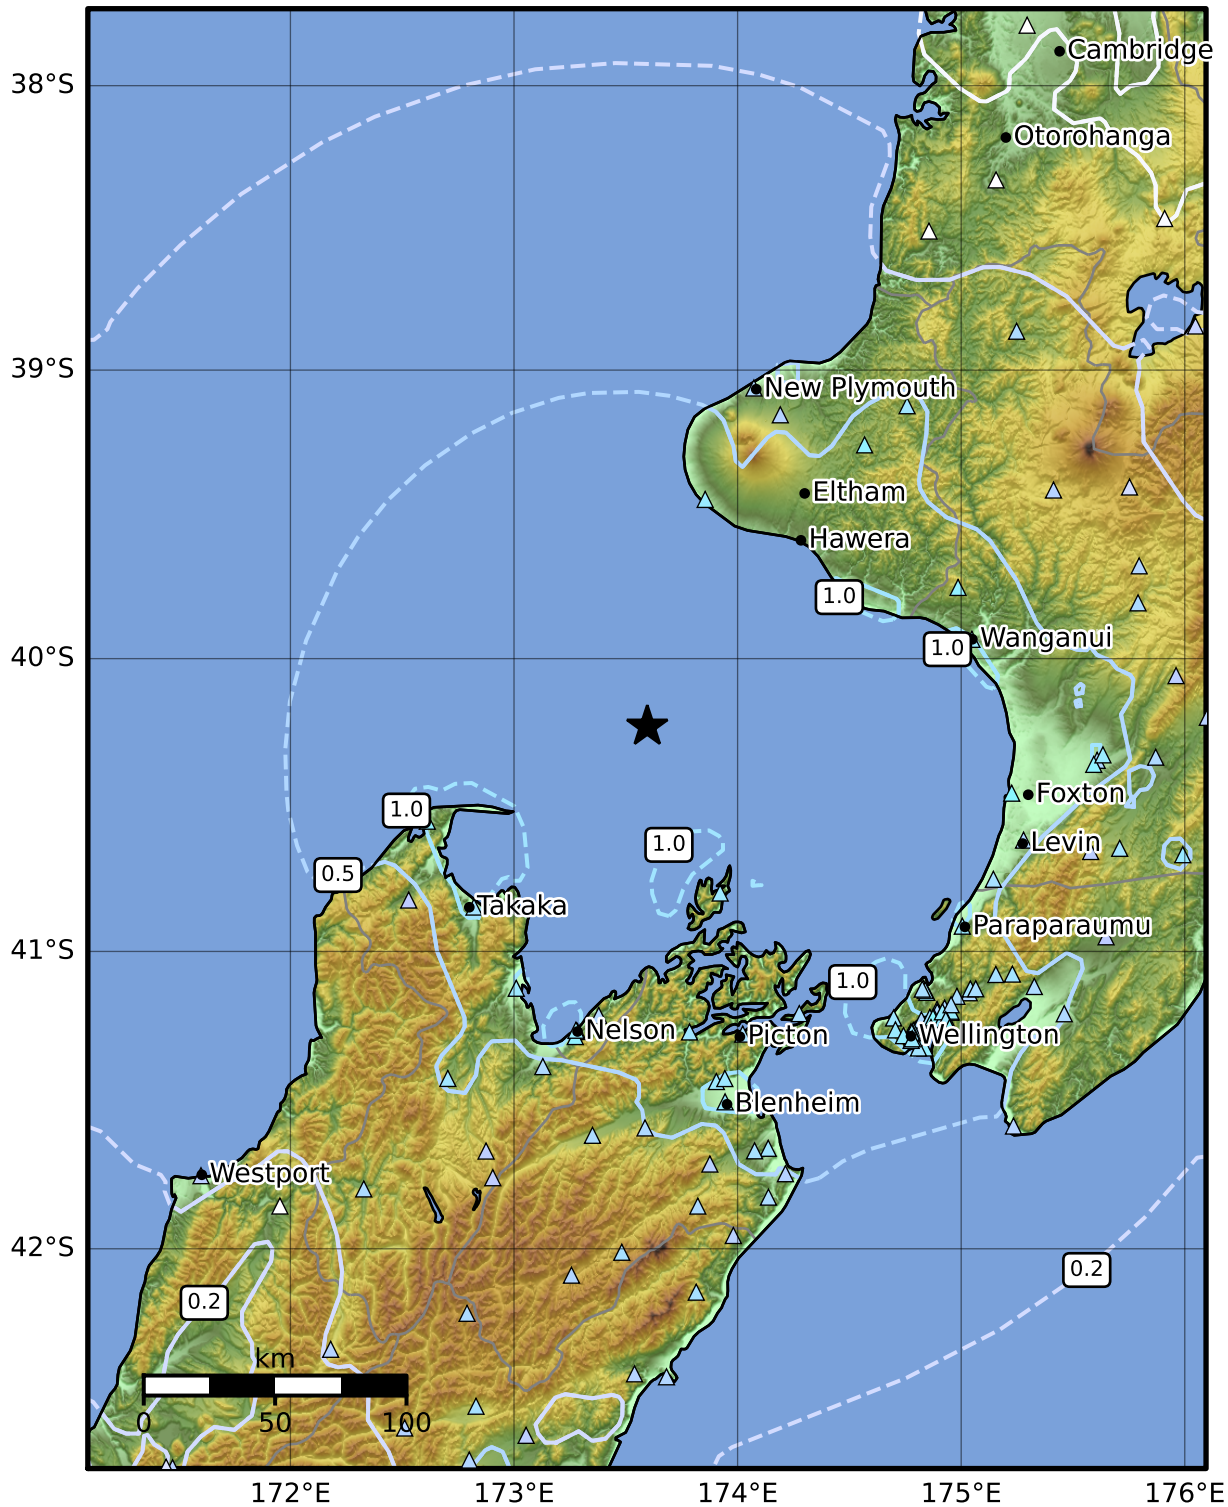 Cambridge
38°S
Otorohanga
39°S
New Plymouth
Eltham
Hawera
1.0
Wanganui
1.0
40°S
Foxton
1.0
Levin
1.0
0.5
Takaka
Paraparaumu
41°S
1.0
Nelson
Picton
Wellington
Blenheim
Westport
42°S
0.2
0.2
km
0 50 100
172°E 173°E 174°E 175°E 176°E